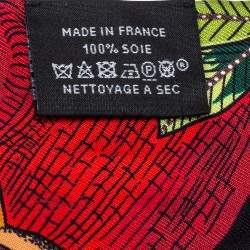 MADE IN FRANCE
100% SOIE
NETTOYAGE A SEC